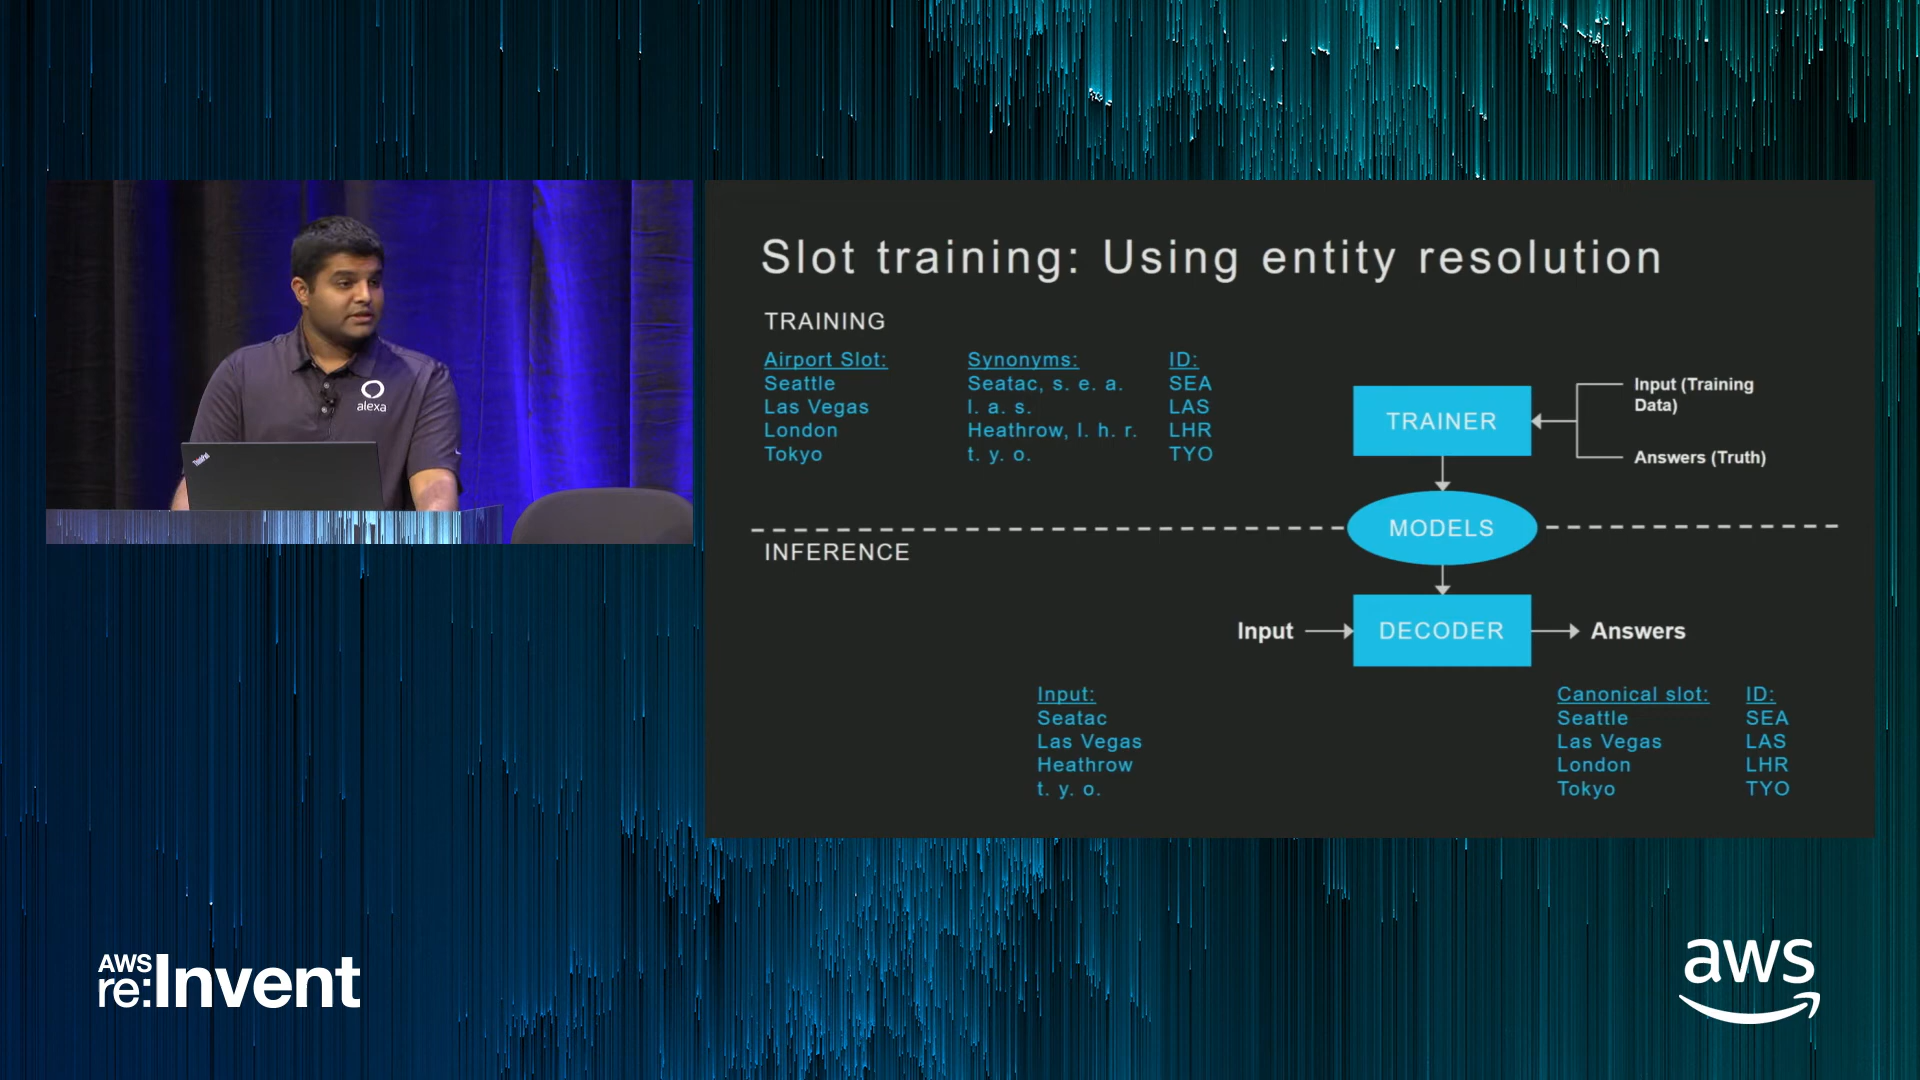 alexa
ThinkPad
Slot training: Using entity resolution
TRAINING
Airport Slot: Synonyms: ID:
Seattle Seatac, s. e. a. SEA
Las Vegas l. a. s. LAS
London Heathrow, l. h. r. LHR
Tokyo t. y. o. TYO
TRAINER
Input (Training
Data)
Answers (Truth)
MODELS
INFERENCE
Input
DECODER
Answers
Input:
Seatac
Las Vegas
Heathrow
t. y. o.
Canonical slot: ID:
Seattle SEA
Las Vegas LAS
London LHR
Tokyo TYO
AWS
re:Invent
aws